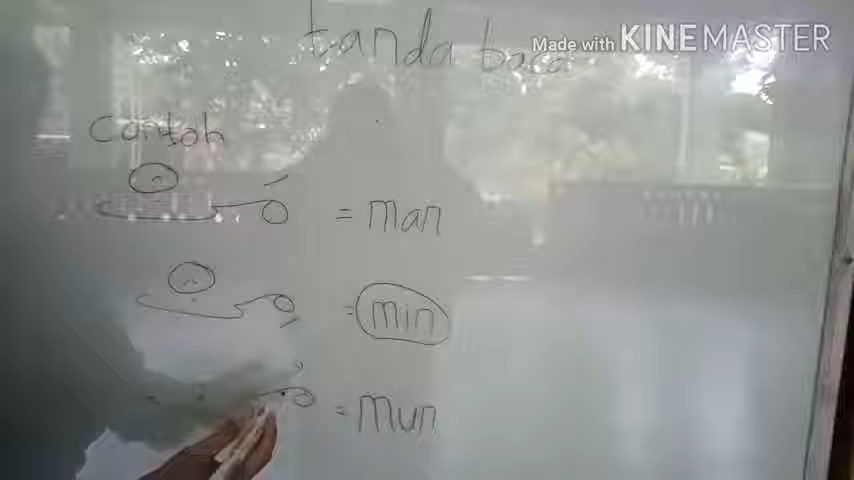 tanda baca
Made with KINEMASTER
contoh
مَنْ = man
مِنْ = min
= mun